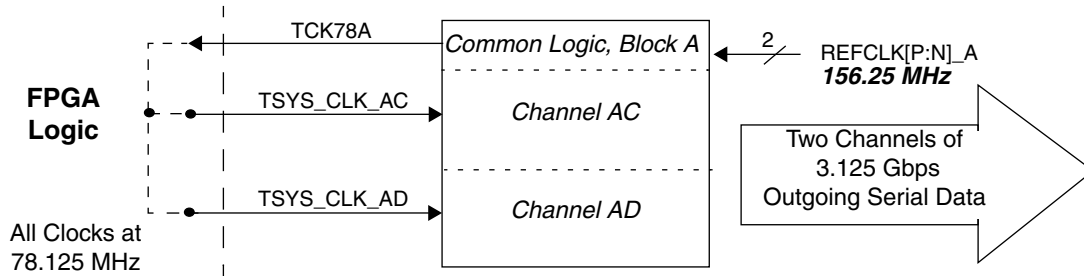 TCK78A
Common Logic, Block A
2
REFCLK[P:N]_A
156.25 MHz
FPGA
Logic
TSYS_CLK_AC
Channel AC
Two Channels of
3.125 Gbps
Outgoing Serial Data
TSYS_CLK_AD
Channel AD
All Clocks at
78.125 MHz